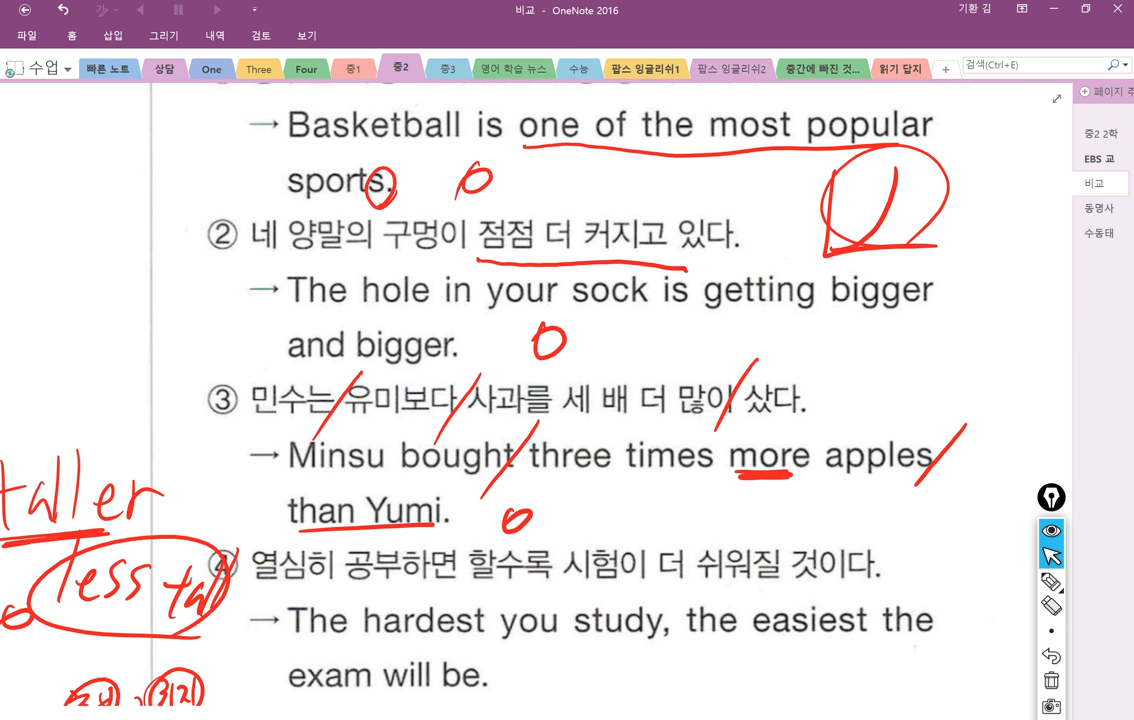 비교 - OneNote 2016
기환 김
파일 홈 삽입 그리기 내역 검토 보기
수업 빠른 노트 상담 One Three Four 중1 중2 중3 영어 학습 뉴스 수능 팝스 잉글리쉬1 팝스 잉글리쉬2 중간에 빠진 것... 읽기 답지 + 검색(Ctrl+E)
페이지 추
중2 2학
EBS 교
비교
동명사
수동태
→ Basketball is one of the most popular
sports.
② 네 양말의 구멍이 점점 더 커지고 있다.
→ The hole in your sock is getting bigger
and bigger.
③ 민수는 유미보다 사과를 세 배 더 많이 샀다.
→ Minsu bought three times more apples
than Yumi.
taller
less tall
④ 열심히 공부하면 할수록 시험이 더 쉬워질 것이다.
→ The hardest you study, the easiest the
exam will be.